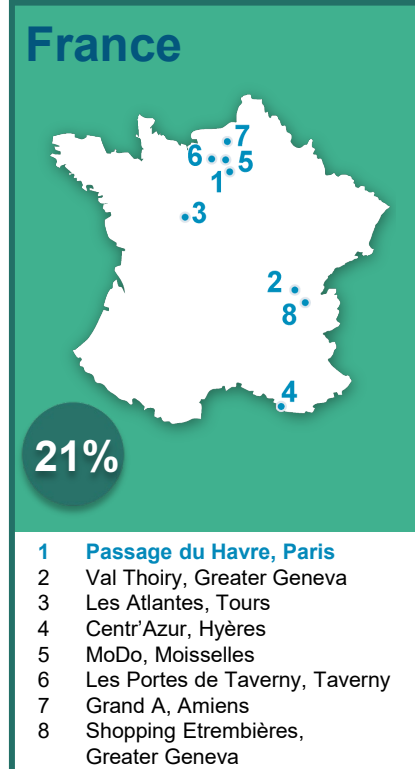 France
7
6 5
1
3
2
8
4
21%
1 Passage du Havre, Paris
2 Val Thoiry, Greater Geneva
3 Les Atlantes, Tours
4 Centr'Azur, Hyères
5 MoDo, Moisselles
6 Les Portes de Taverny, Taverny
7 Grand A, Amiens
8 Shopping Etrembières,
Greater Geneva